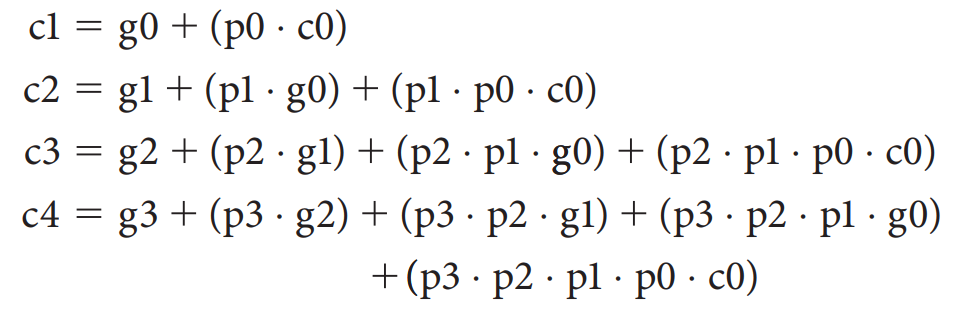 c1 = g0 + (p0 · c0)
c2 = g1 + (p1 · g0) + (p1 · p0 · c0)
c3 = g2 + (p2 · g1) + (p2 · p1 · g0) + (p2 · p1 · p0 · c0)
c4 = g3 + (p3 · g2) + (p3 · p2 · g1) + (p3 · p2 · p1 · g0)
+ (p3 · p2 · p1 · p0 · c0)